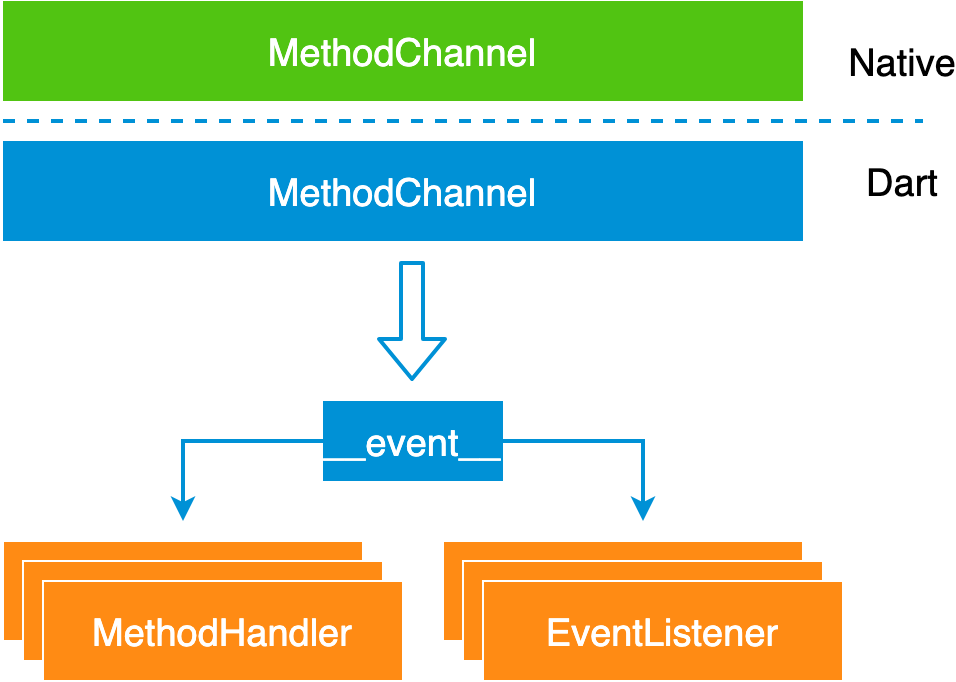 MethodChannel
Native
MethodChannel
Dart
__event__
MethodHandler
EventListener